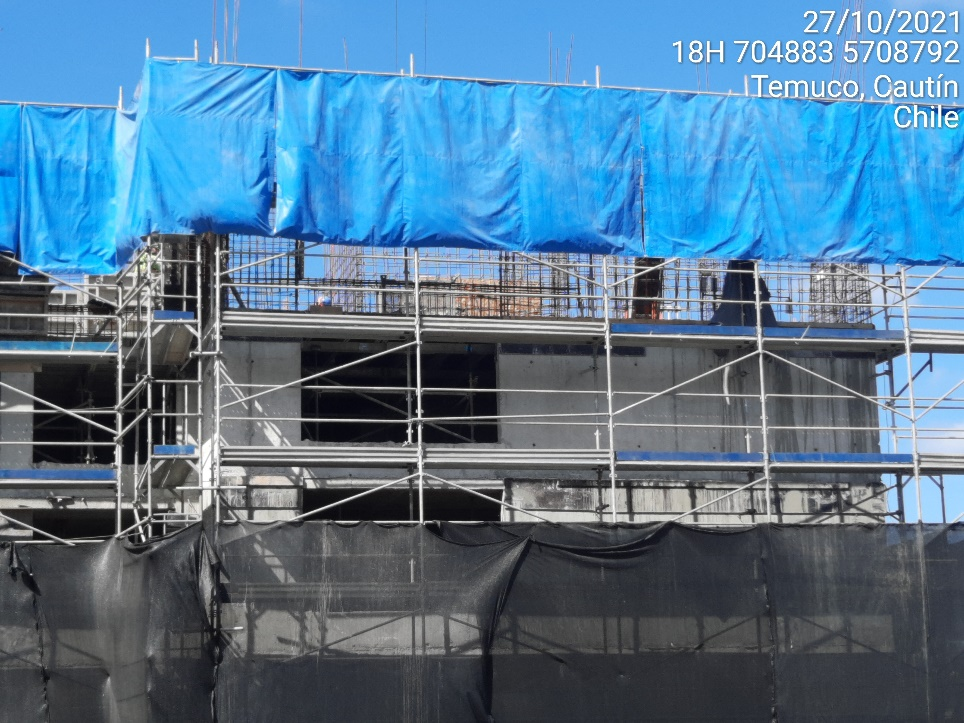 27/10/2021
18H 704883 5708792
Temuco, Cautín
Chile